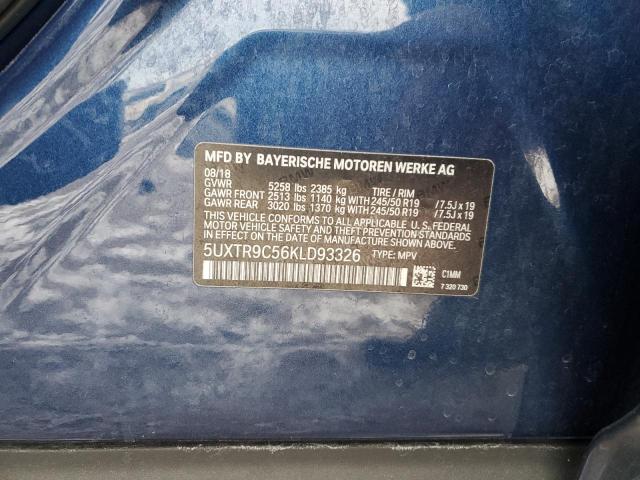 MFD BY BAYERISCHE MOTOREN WERKE AG
08/18
GVWR 5258 lbs 2385 kg TIRE / RIM
GAWR FRONT 2513 lbs 1140 kg WITH 245/50 R19 /7.5J x 19
GAWR REAR 3020 lbs 1370 kg WITH 245/50 R19 /7.5J x 19
THIS VEHICLE CONFORMS TO ALL APPLICABLE U. S. FEDERAL
MOTOR VEHICLE SAFETY STANDARDS IN
EFFECT ON THE DATE OF MANUFACTURE SHOWN ABOVE.
5UXTR9C56KLD93326 TYPE: MPV
C1MM
7 320 730